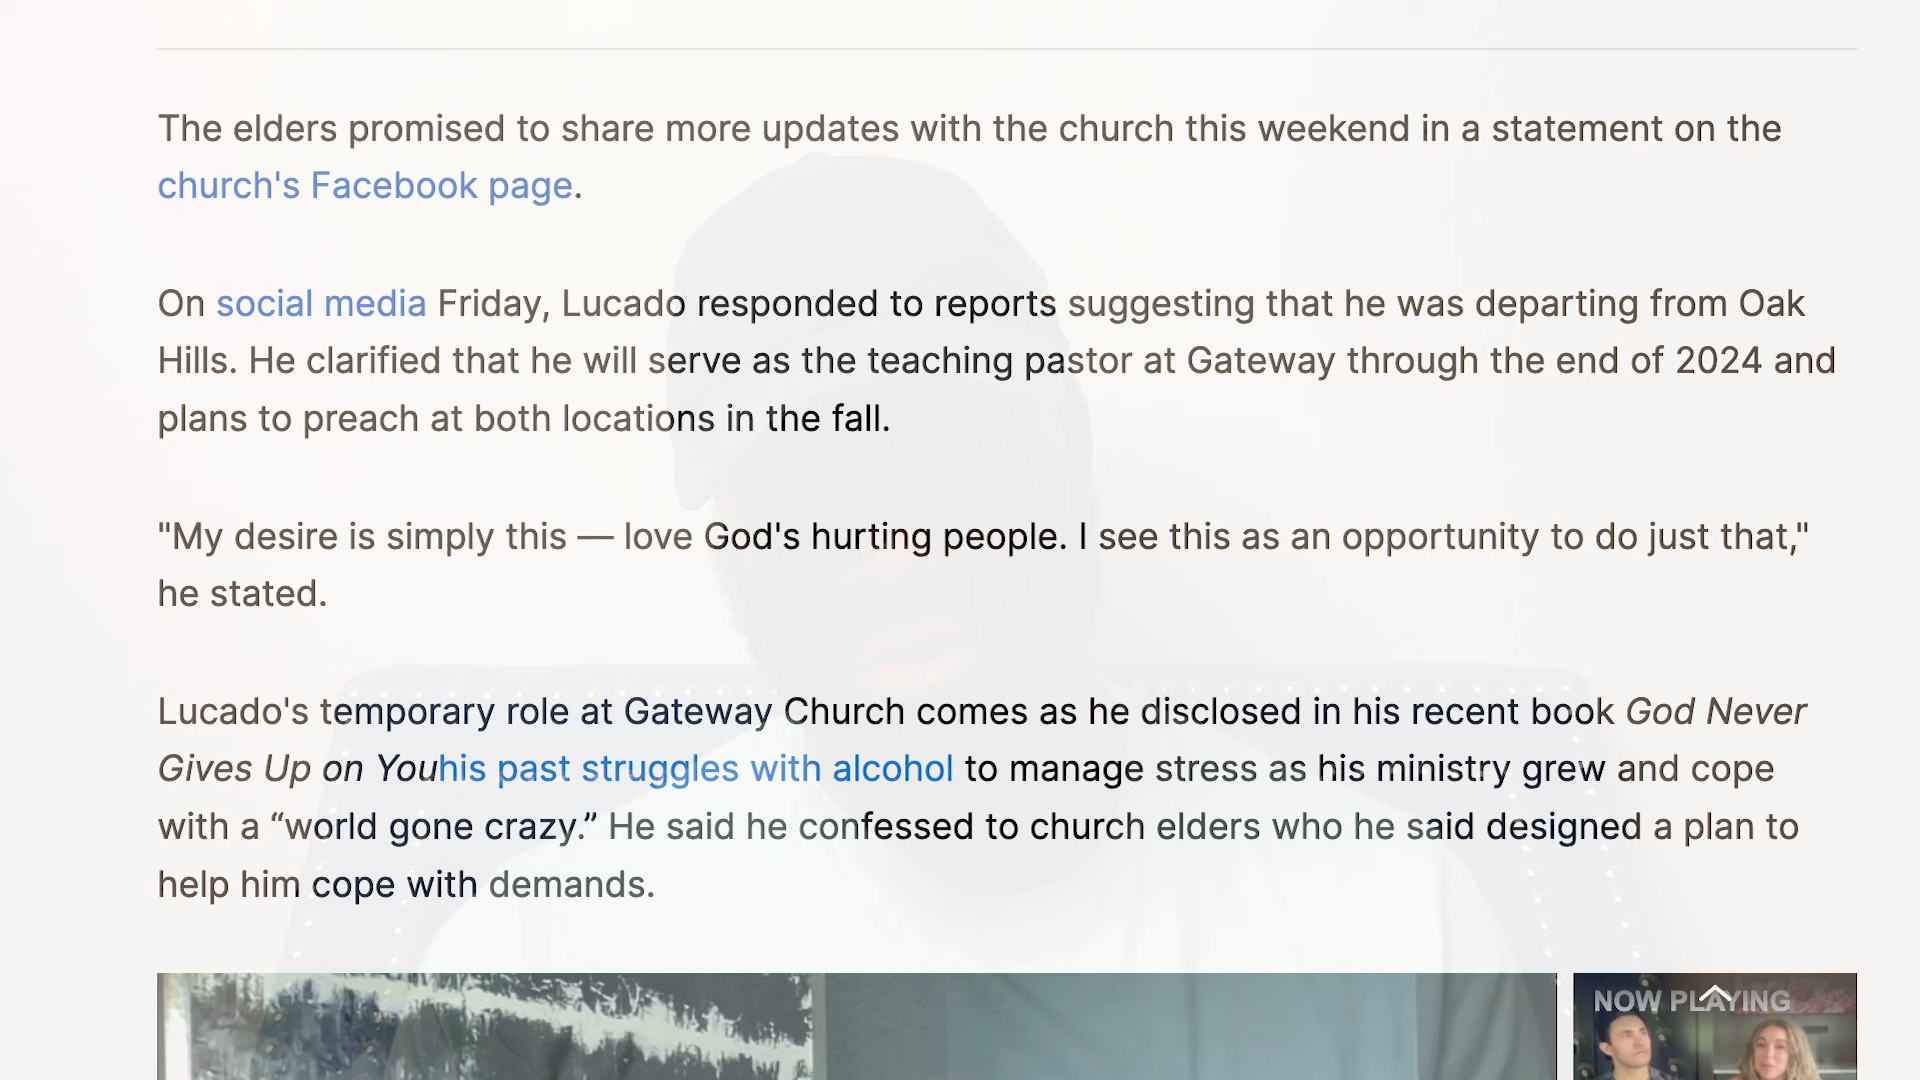 The elders promised to share more updates with the church this weekend in a statement on the
church's Facebook page.
On social media Friday, Lucado responded to reports suggesting that he was departing from Oak
Hills. He clarified that he will serve as the teaching pastor at Gateway through the end of 2024 and
plans to preach at both locations in the fall.
"My desire is simply this — love God's hurting people. I see this as an opportunity to do just that,"
he stated.
Lucado's temporary role at Gateway Church comes as he disclosed in his recent book God Never
Gives Up on Youhis past struggles with alcohol to manage stress as his ministry grew and cope
with a “world gone crazy.” He said he confessed to church elders who he said designed a plan to
help him cope with demands.
NOW PLAYING